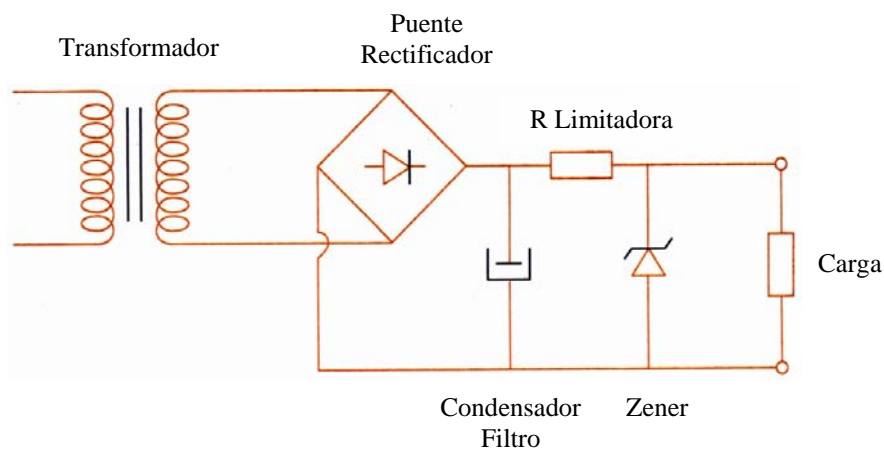 Puente
Rectificador
Transformador
R Limitadora
Carga
Condensador
Filtro
Zener